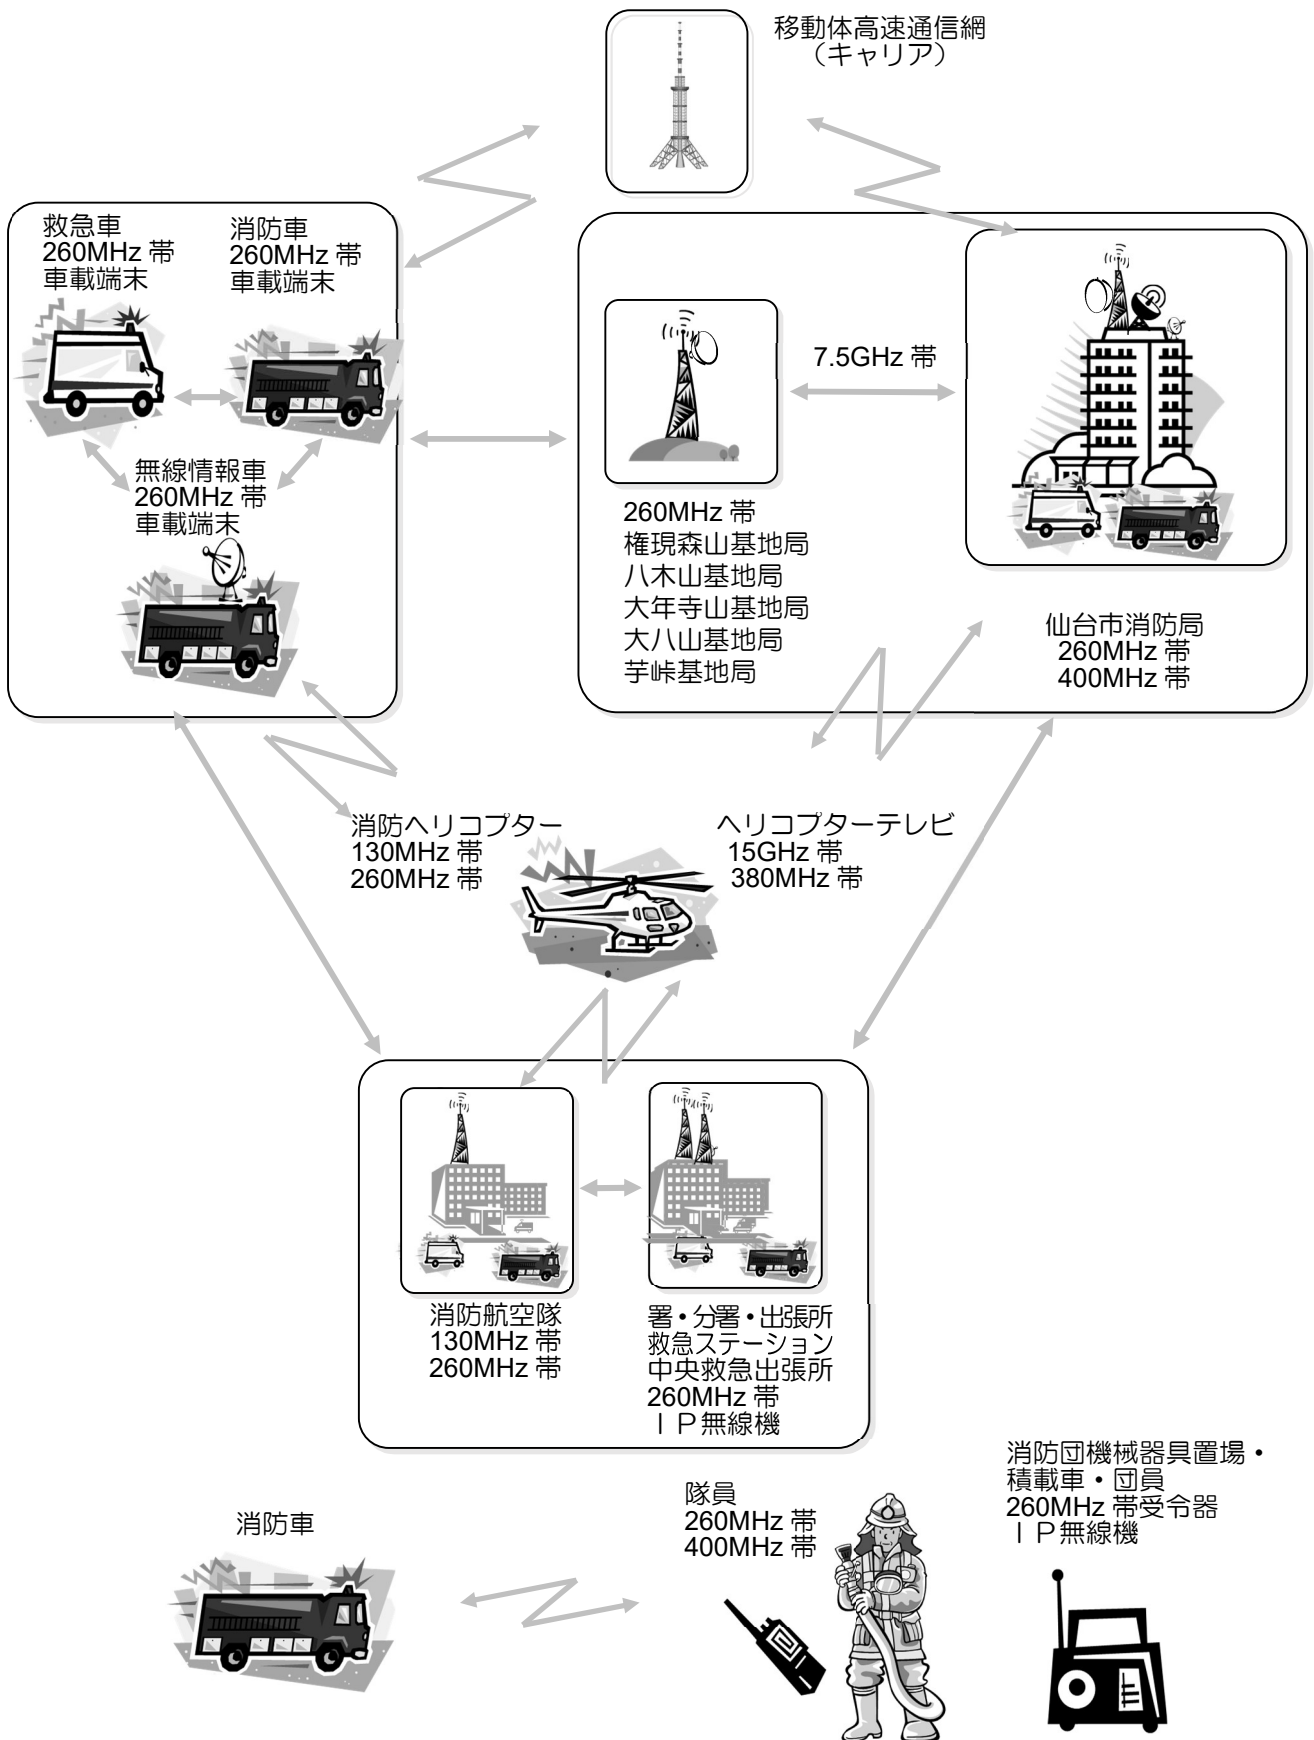 移動体高速通信網
（キャリア）
救急車
260MHz 帯
車載端末
消防車
260MHz 帯
車載端末
無線情報車
260MHz 帯
車載端末
7.5GHz 帯
260MHz 帯
権現森山基地局
八木山基地局
大年寺山基地局
大八山基地局
芋峠基地局
仙台市消防局
260MHz 帯
400MHz 帯
消防ヘリコプター
130MHz 帯
260MHz 帯
ヘリコプターテレビ
15GHz 帯
380MHz 帯
消防航空隊
130MHz 帯
260MHz 帯
署・分署・出張所
救急ステーション
中央救急出張所
260MHz 帯
ＩＰ無線機
消防車
隊員
260MHz 帯
400MHz 帯
消防団機械器具置場・
積載車・団員
260MHz 帯受令器
ＩＰ無線機